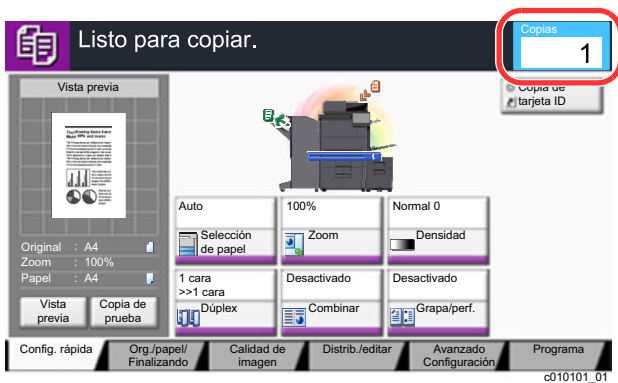 Listo para copiar.
Copias
1
Vista previa
Copia de
tarjeta ID
Original : A4
Zoom : 100%
Papel : A4
Vista
previa
Copia de
prueba
Auto
Selección
de papel
100%
Zoom
Normal 0
Densidad
1 cara
>>1 cara
Dúplex
Desactivado
Combinar
Desactivado
Grapa/perf.
Config. rápida
Org./papel/
Finalizando
Calidad de
imagen
Distrib./editar
Avanzado
Configuración
Programa
c010101_01